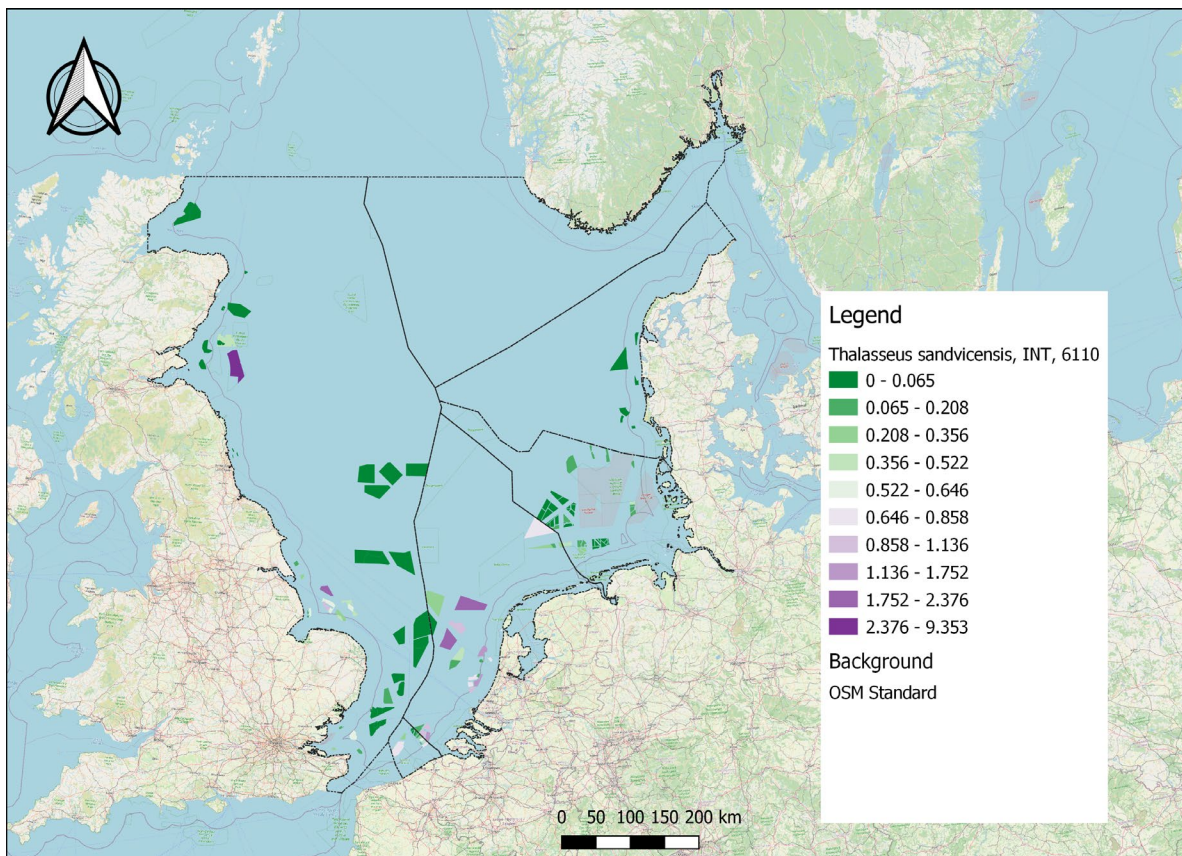 Legend
Thalasseus sandvicensis, INT, 6110
0 - 0.065
0.065 - 0.208
0.208 - 0.356
0.356 - 0.522
0.522 - 0.646
0.646 - 0.858
0.858 - 1.136
1.136 - 1.752
1.752 - 2.376
2.376 - 9.353
Background
OSM Standard
0 50 100 150 200 km